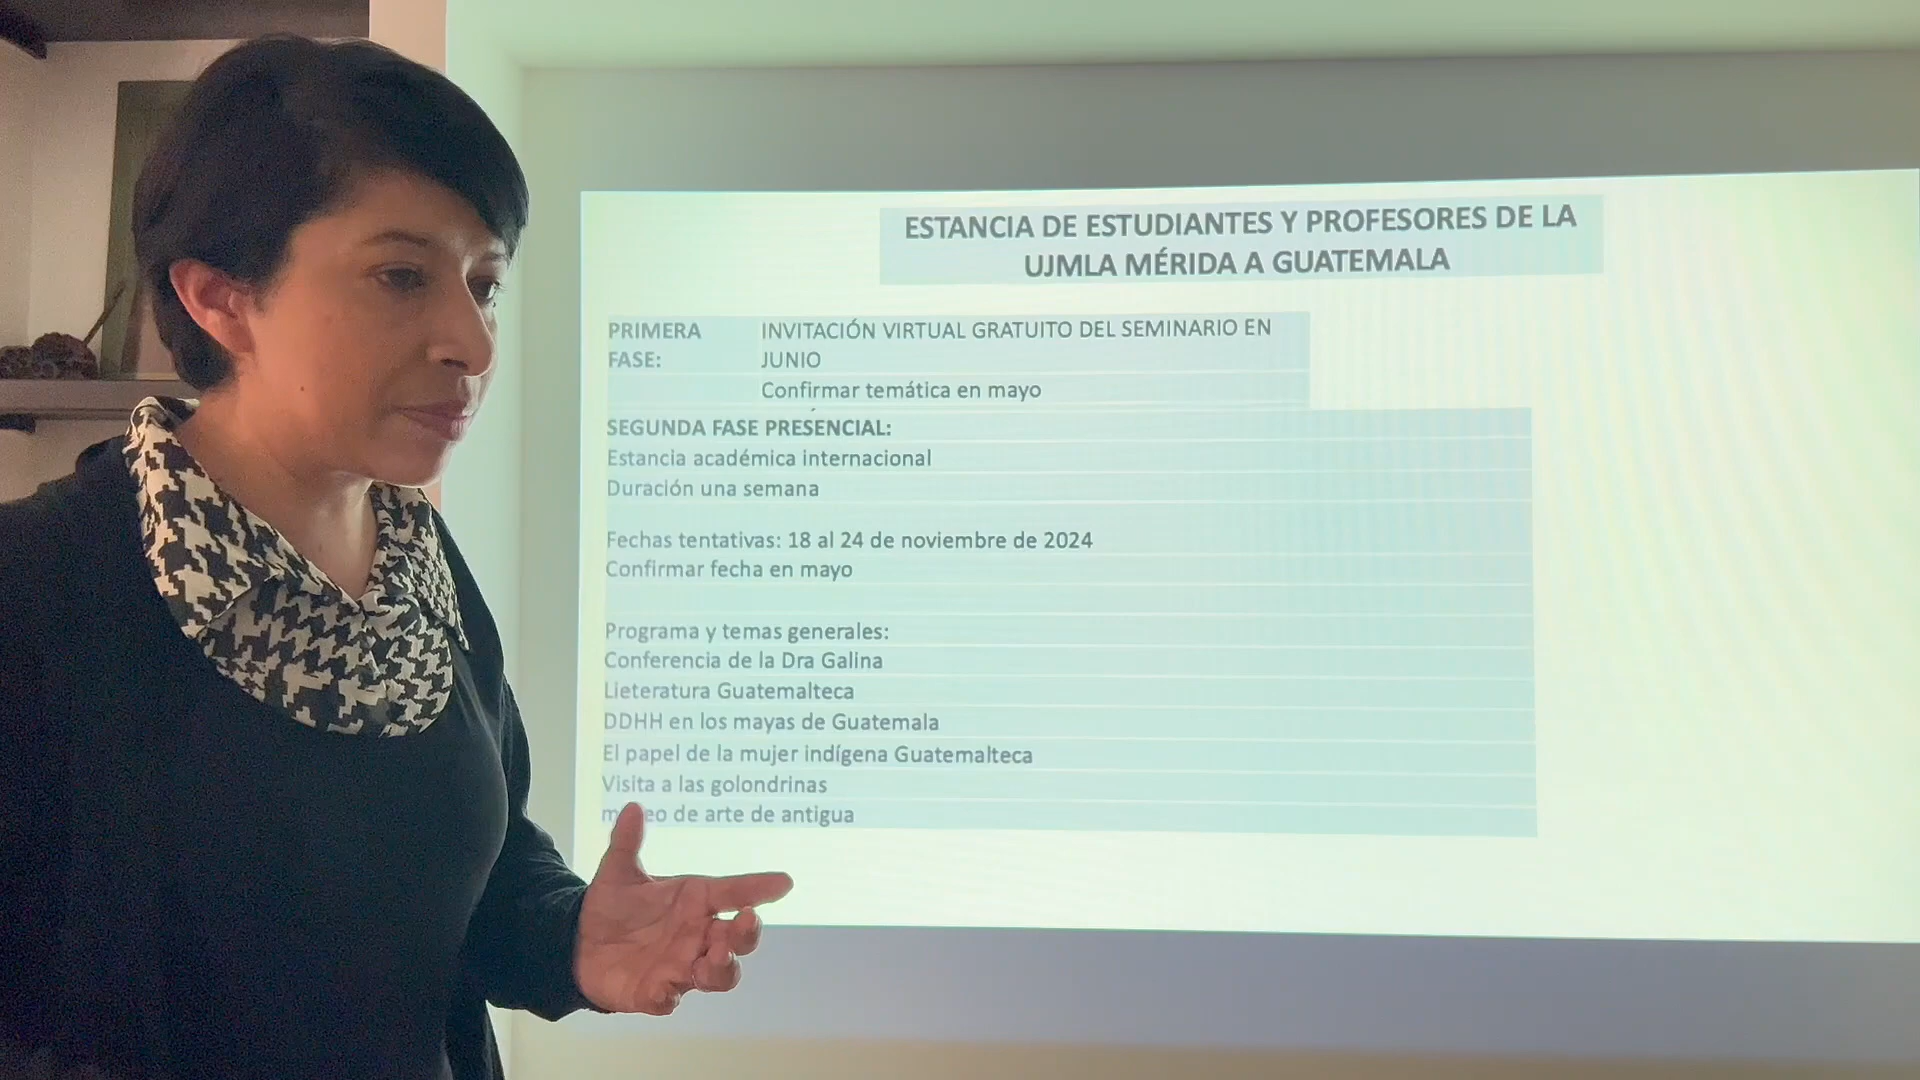 ESTANCIA DE ESTUDIANTES Y PROFESORES DE LA
UJMLA MÉRIDA A GUATEMALA
PRIMERA
FASE:
INVITACIÓN VIRTUAL GRATUITO DEL SEMINARIO EN
JUNIO
Confirmar temática en mayo
SEGUNDA FASE PRESENCIAL:
Estancia académica internacional
Duración una semana
Fechas tentativas: 18 al 24 de noviembre de 2024
Confirmar fecha en mayo
Programa y temas generales:
Conferencia de la Dra Galina
Lieteratura Guatemalteca
DDHH en los mayas de Guatemala
El papel de la mujer indígena Guatemalteca
Visita a las golondrinas
de arte de antigua